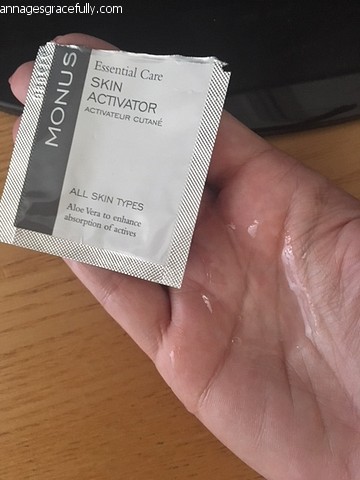 annagesgracefully.com
MONUS
Essential Care
SKIN
ACTIVATOR
ACTIVATEUR CUTANÉ
ALL SKIN TYPES
Aloe Vera to enhance
absorption of actives